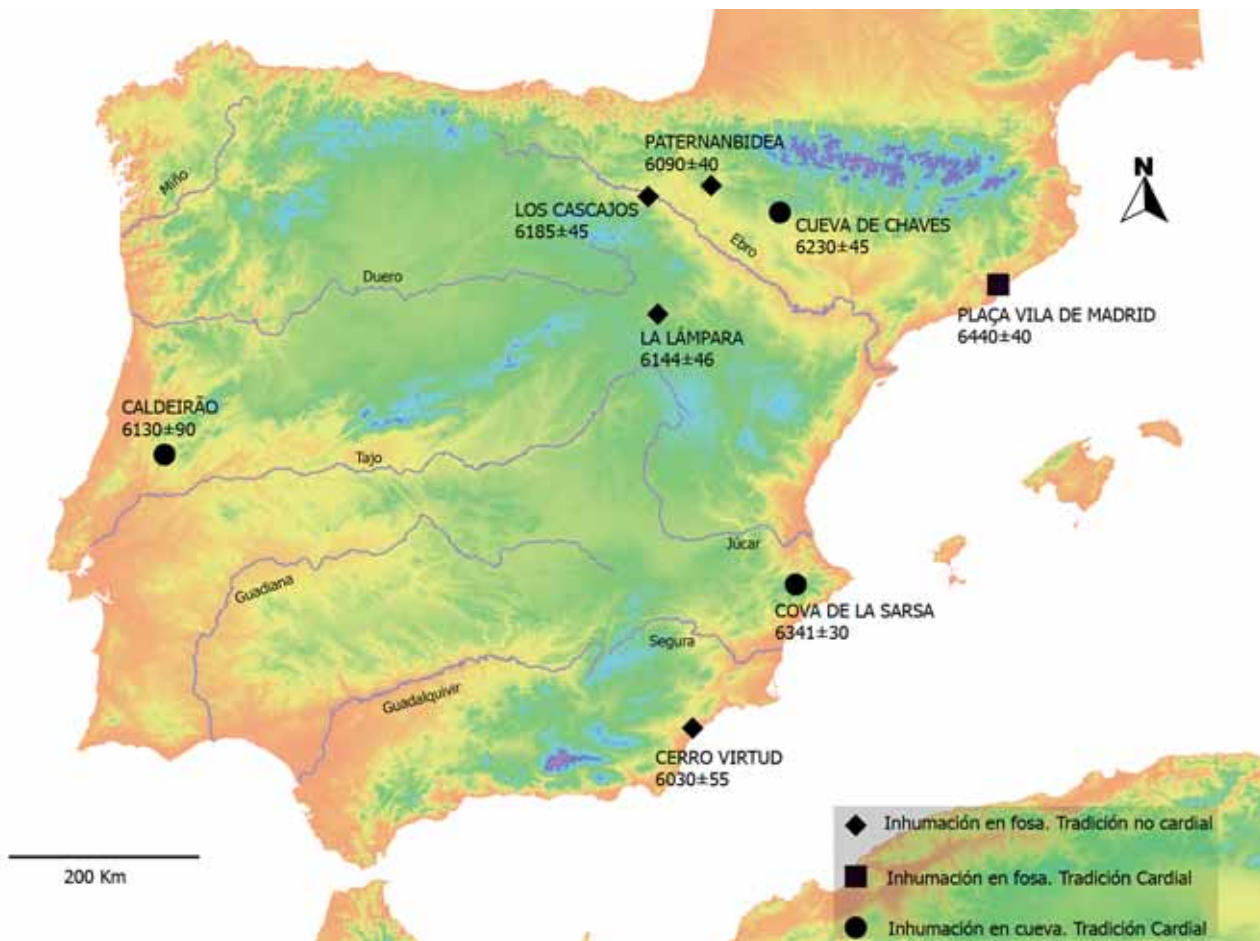 PATERNANBIDEA
6090±40
N
Miño
LOS CASCAJOS
6185±45
CUEVA DE CHAVES
6230±45
Ebro
Duero
PLAÇA VILA DE MADRID
6440±40
LA LÁMPARA
6144±46
CALDEIRÃO
6130±90
Tajo
Júcar
Guadiana
COVA DE LA SARSA
6341±30
Segura
Guadalquivir
CERRO VIRTUD
6030±55
200 Km
Inhumación en fosa. Tradición no cardial
Inhumación en fosa. Tradición Cardial
Inhumación en cueva. Tradición Cardial